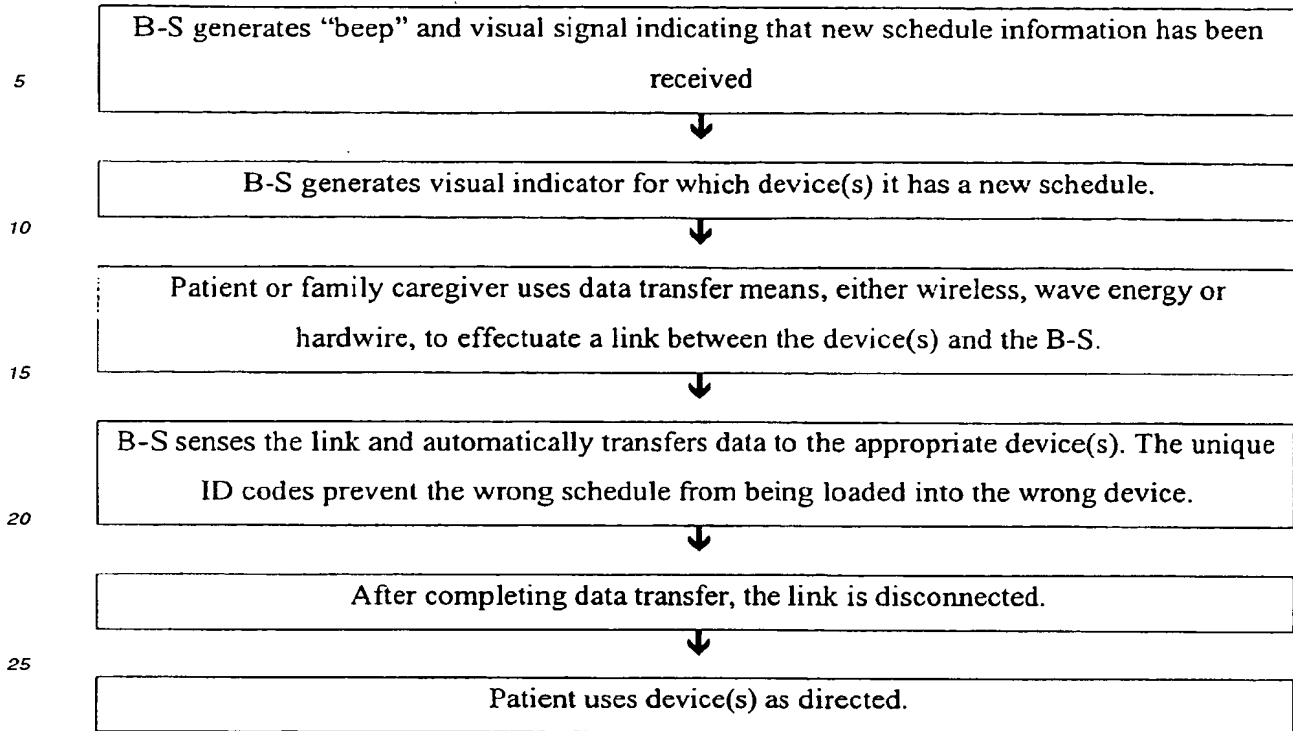 B-S generates “beep” and visual signal indicating that new schedule information has been
5
received
B-S generates visual indicator for which device(s) it has a new schedule.
10
Patient or family caregiver uses data transfer means, either wireless, wave energy or
hardwire, to effectuate a link between the device(s) and the B-S.
15
B-S senses the link and automatically transfers data to the appropriate device(s). The unique
ID codes prevent the wrong schedule from being loaded into the wrong device.
20
After completing data transfer, the link is disconnected.
25
Patient uses device(s) as directed.